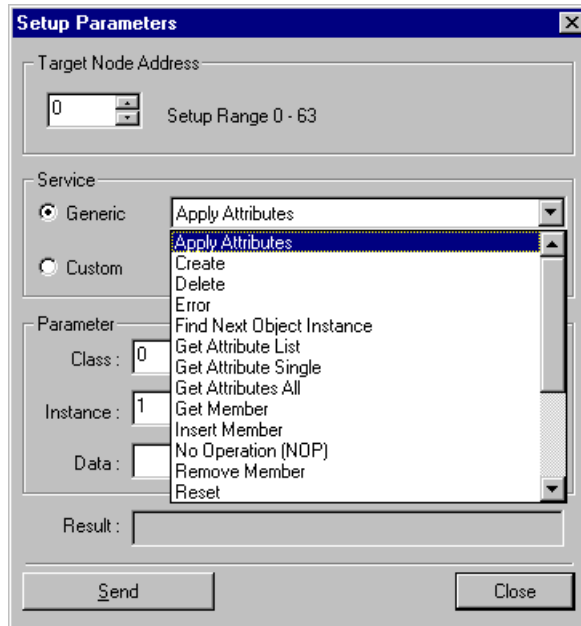 Setup Parameters
Target Node Address
0 Setup Range 0 - 63
Service
Generic Apply Attributes
Apply Attributes
Custom
Create
Delete
Error
Find Next Object Instance
Parameter
Class : 0
Get Attribute List
Get Attribute Single
Get Attributes All
Instance : 1
Get Member
Insert Member
No Operation (NOP)
Data :
Remove Member
Reset
Result :
Send Close